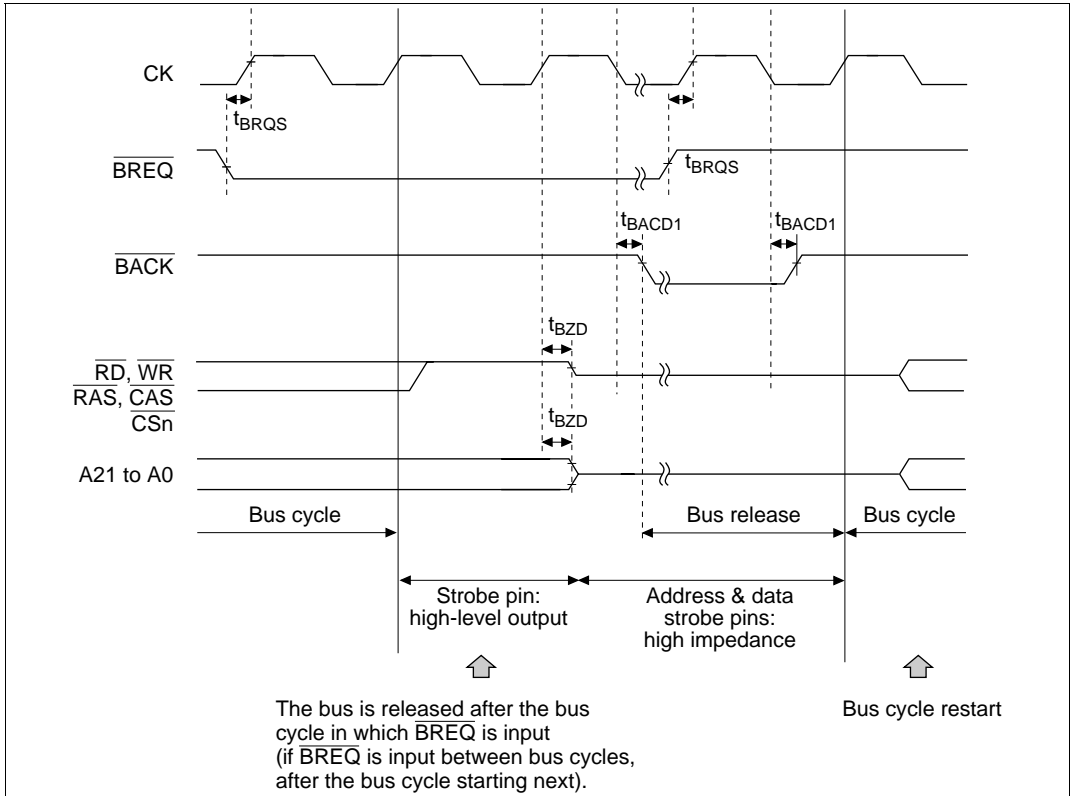 CK
tBRQS
BREQ
tBRQS
tBACD1
tBACD1
BACK
tBZD
RD, WR
RAS, CAS
CSn
tBZD
A21 to A0
Bus cycle
Bus release
Bus cycle
Strobe pin:
high-level output
Address & data
strobe pins:
high impedance
The bus is released after the bus
cycle in which BREQ is input
(if BREQ is input between bus cycles,
after the bus cycle starting next).
Bus cycle restart